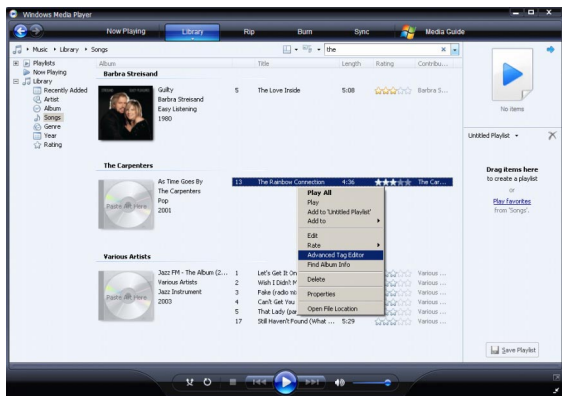 Windows Media Player
Now Playing Library Rip Burn Sync Media Guide
Music Library Songs the
Playlists
Now Playing
Library
Recently Added
Artist
Album
Songs
Genre
Year
Rating
Album Title Length Rating Contribu...
Barbra Streisand
Guilty 5 The Love Inside 5:08 Barbra S...
Barbra Streisand
Easy Listening
1980
The Carpenters
As Time Goes By 13 The Rainbow Connection 4:36 The Car...
The Carpenters
Pop
2001
Paste Art Here
Play All
Play
Add to 'Untitled Playlist'
Add to
Edit
Rate
Advanced Tag Editor
Find Album Info
Delete
Properties
Open File Location
Various Artists
Jazz FM - The Album (2... 1 Let's Get It On Various ...
Various Artists 2 Wish I Didn't M Various ...
Jazz Instrument 3 Fake (radio Various ...
2003 4 Can't Get You Various ...
5 That Lady (par Various ...
17 Still Haven't Found (What ... 5:29 Various ...
Paste Art Here
No items
Untitled Playlist
Drag items here
to create a playlist
or
Play favorites
from 'Songs'.
Save Playlist